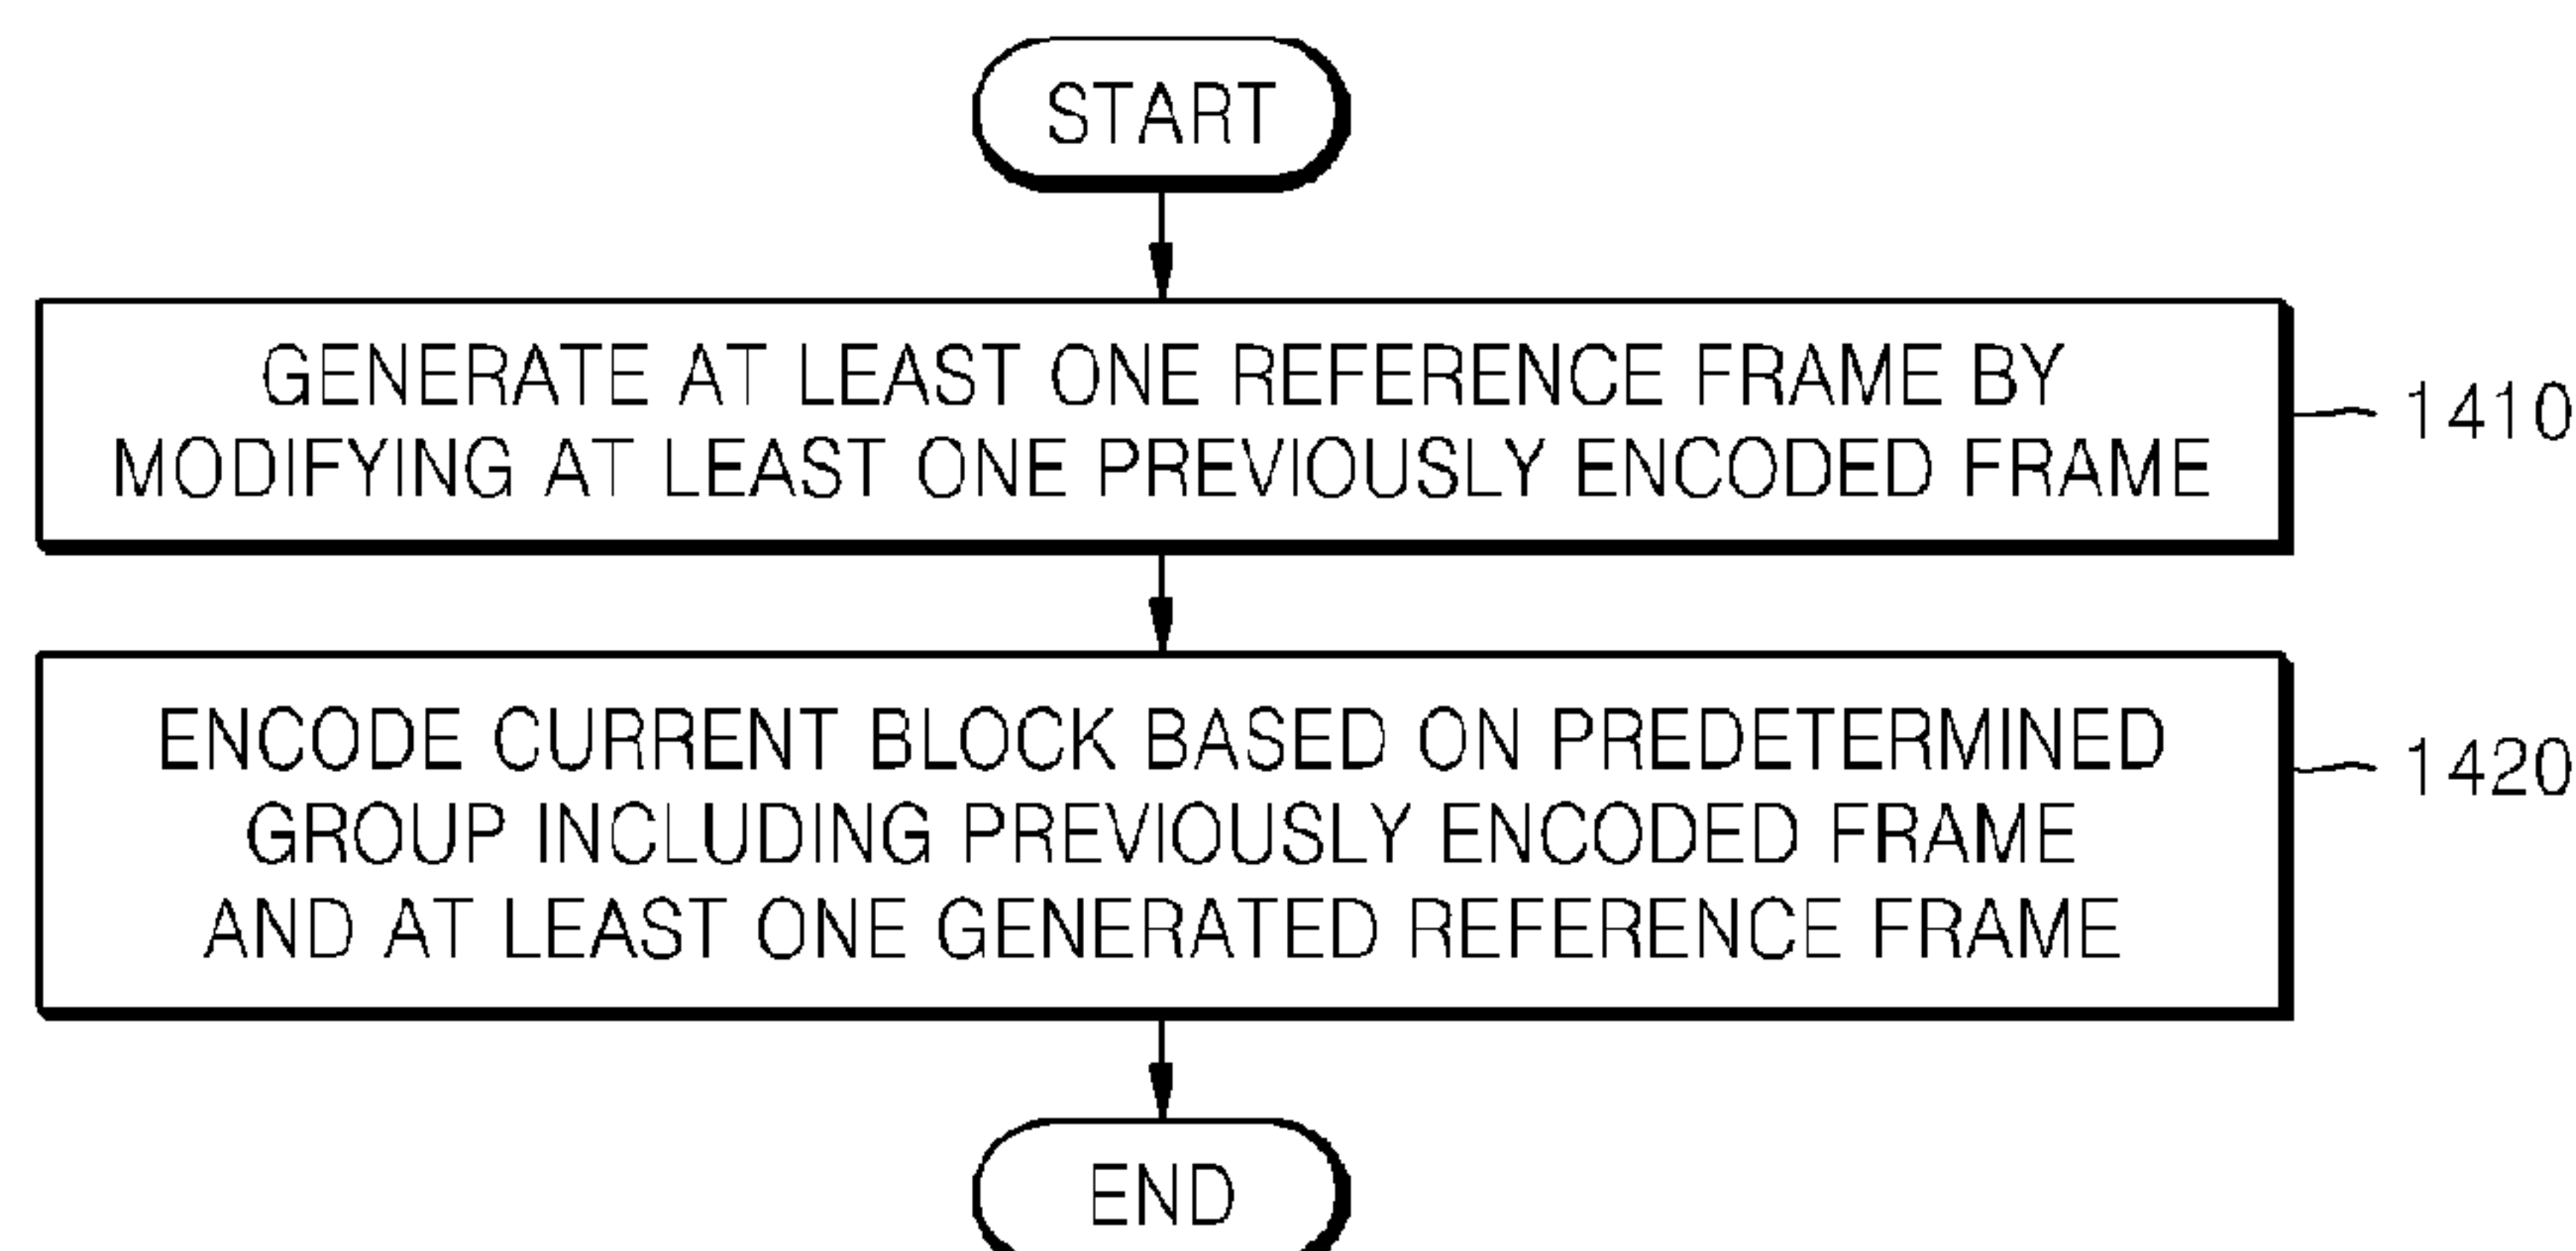 START
GENERATE AT LEAST ONE REFERENCE FRAME BY
MODIFYING AT LEAST ONE PREVIOUSLY ENCODED FRAME
1410
ENCODE CURRENT BLOCK BASED ON PREDETERMINED
GROUP INCLUDING PREVIOUSLY ENCODED FRAME
AND AT LEAST ONE GENERATED REFERENCE FRAME
1420
END